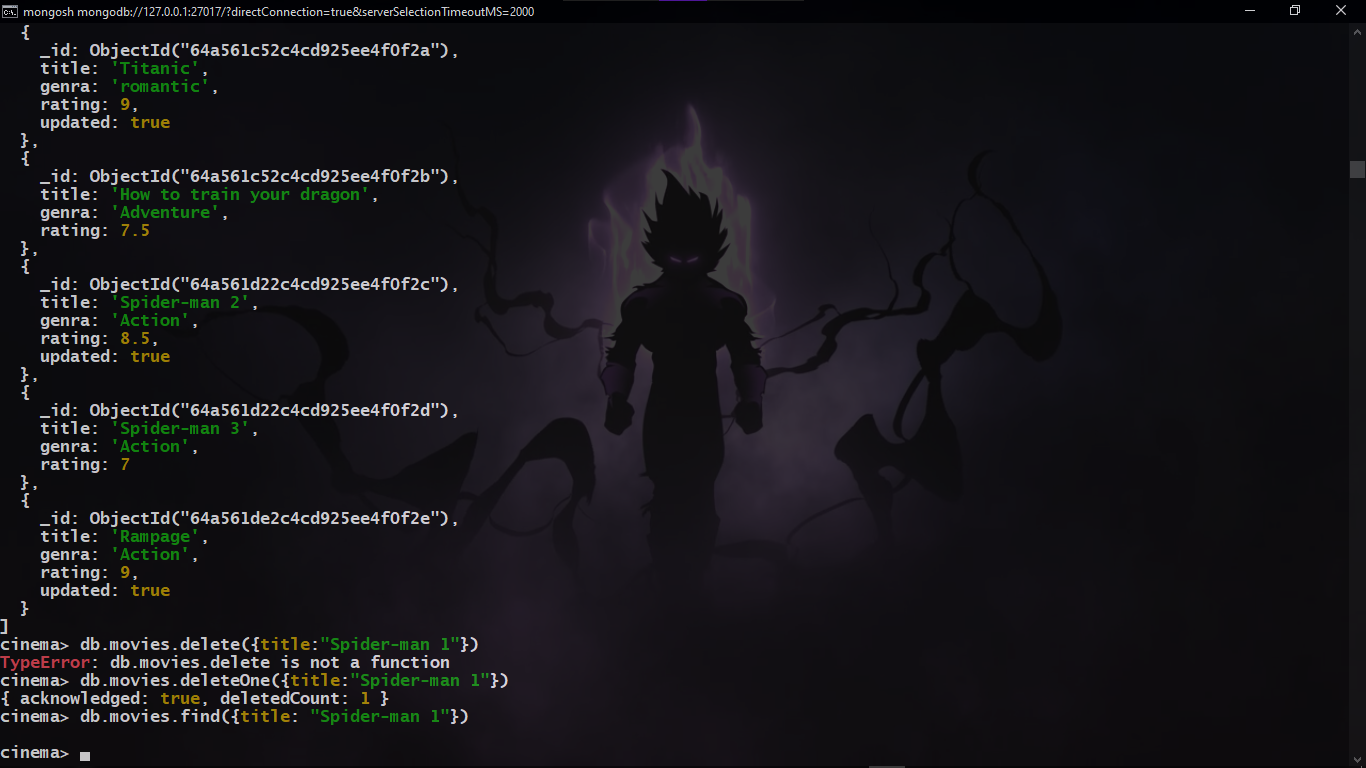 mongosh mongodb://127.0.0.1:27017/?directConnection=true&serverSelectionTimeoutMS=2000
{
_id: ObjectId("64a561c52c4cd925ee4f0f2a"),
title: 'Titanic',
genra: 'romantic',
rating: 9,
updated: true
},
{
_id: ObjectId("64a561c52c4cd925ee4f0f2b"),
title: 'How to train your dragon',
genra: 'Adventure',
rating: 7.5
},
{
_id: ObjectId("64a561d22c4cd925ee4f0f2c"),
title: 'Spider-man 2',
genra: 'Action',
rating: 8.5,
updated: true
},
{
_id: ObjectId("64a561d22c4cd925ee4f0f2d"),
title: 'Spider-man 3',
genra: 'Action',
rating: 7
},
{
_id: ObjectId("64a561de2c4cd925ee4f0f2e"),
title: 'Rampage',
genra: 'Action',
rating: 9,
updated: true
}
]
cinema> db.movies.delete({title:"Spider-man 1"})
TypeError: db.movies.delete is not a function
cinema> db.movies.deleteOne({title:"Spider-man 1"})
{ acknowledged: true, deletedCount: 1 }
cinema> db.movies.find({title: "Spider-man 1"})
cinema>